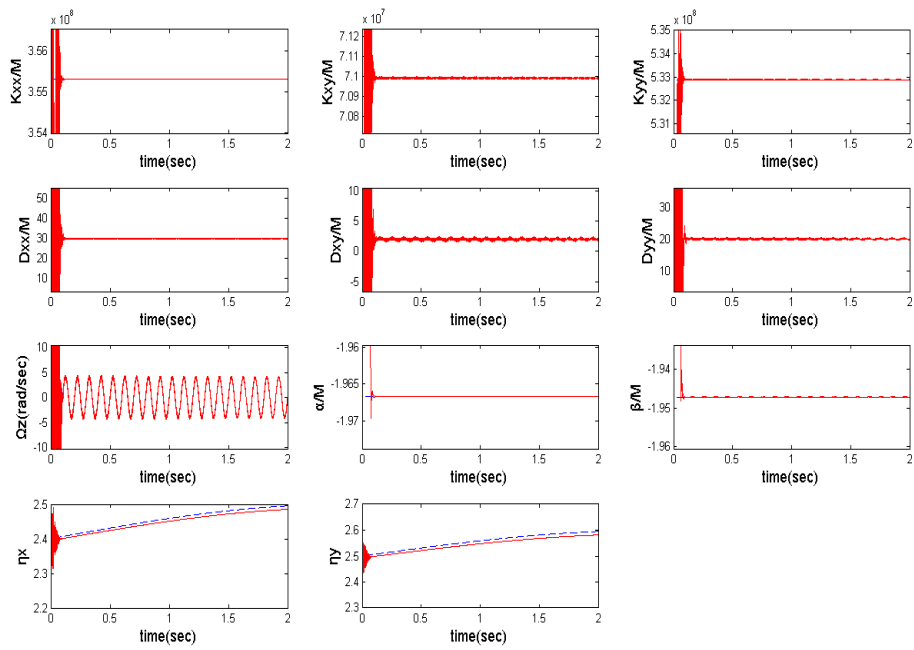 x 10⁸ x 10⁷ x 10⁸
Kxx/M 3.56 3.55 3.54 0 0.5 1 1.5 2 time(sec)
Kxy/M 7.12 7.11 7.10 7.09 7.08 0 0.5 1 1.5 2 time(sec)
Kyy/M 5.35 5.34 5.33 5.32 5.31 0 0.5 1 1.5 2 time(sec)
Dxx/M 50 40 30 20 10 0 0.5 1 1.5 2 time(sec)
Dxy/M 10 5 0 -5 0 0.5 1 1.5 2 time(sec)
Dyy/M 30 20 10 0 0.5 1 1.5 2 time(sec)
Ωz(rad/sec) 10 5 0 -5 -10 0 0.5 1 1.5 2 time(sec)
α/M -1.96 -1.965 -1.97 0 0.5 1 1.5 2 time(sec)
β/M -1.94 -1.95 -1.96 0 0.5 1 1.5 2 time(sec)
ηx 2.5 2.4 2.3 2.2 0 0.5 1 1.5 2 time(sec)
ηy 2.7 2.6 2.5 2.4 2.3 0 0.5 1 1.5 2 time(sec)